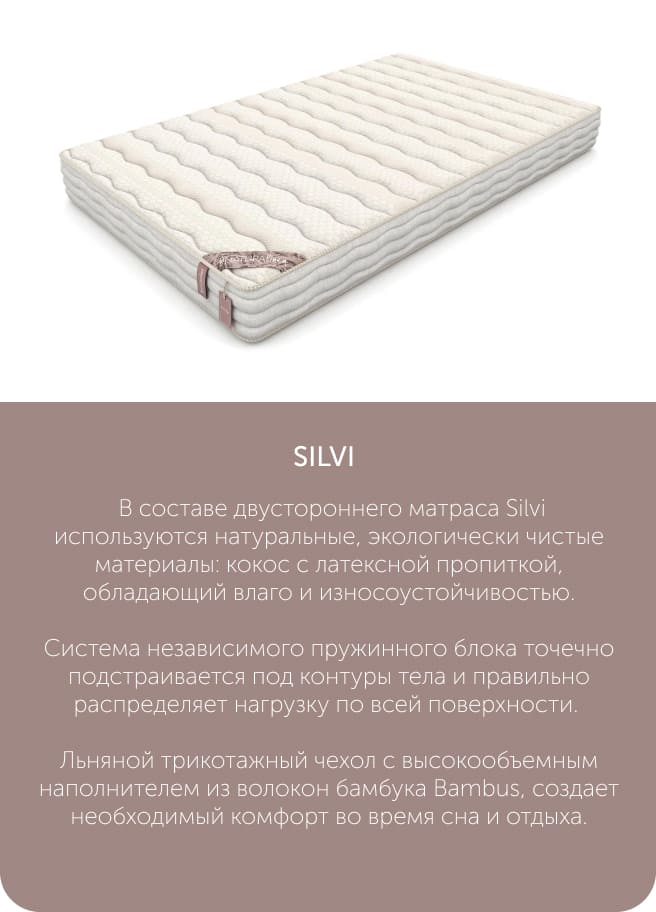 SILVI
В составе двустороннего матраса Silvi
используются натуральные, экологически чистые
материалы: кокос с латексной пропиткой,
обладающий влаго и износоустойчивостью.
Система независимого пружинного блока точечно
подстраивается под контуры тела и правильно
распределяет нагрузку по всей поверхности.
Льняной трикотажный чехол с высокообъемным
наполнителем из волокон бамбука Bambus, создает
необходимый комфорт во время сна и отдыха.